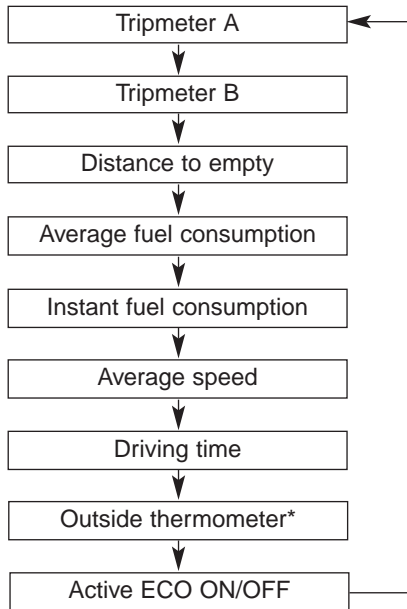 Tripmeter A
Tripmeter B
Distance to empty
Average fuel consumption
Instant fuel consumption
Average speed
Driving time
Outside thermometer*
Active ECO ON/OFF